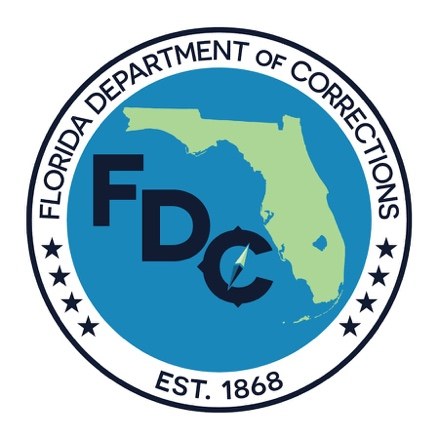 FLORIDA DEPARTMENT OF CORRECTIONS
FDC
EST. 1868